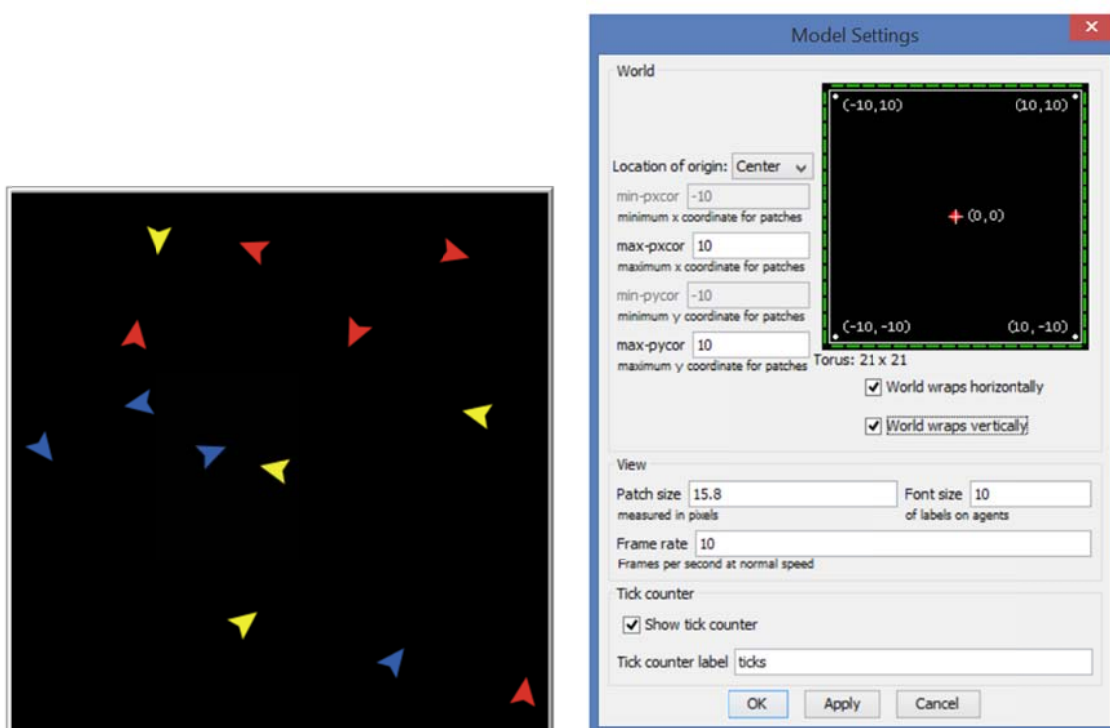 Model Settings
World
(-10,10) (10,10)
Location of origin: Center
(0,0)
min-pxcor -10
minimum x coordinate for patches
max-pxcor 10
maximum x coordinate for patches
min-pycor -10
minimum y coordinate for patches
(-10,-10) (10,-10)
max-pycor 10
maximum y coordinate for patches
Torus: 21 x 21
World wraps horizontally
World wraps vertically
View
Patch size 15.8 Font size 10
measured in pixels of labels on agents
Frame rate 10
Frames per second at normal speed
Tick counter
Show tick counter
Tick counter label ticks
OK Apply Cancel